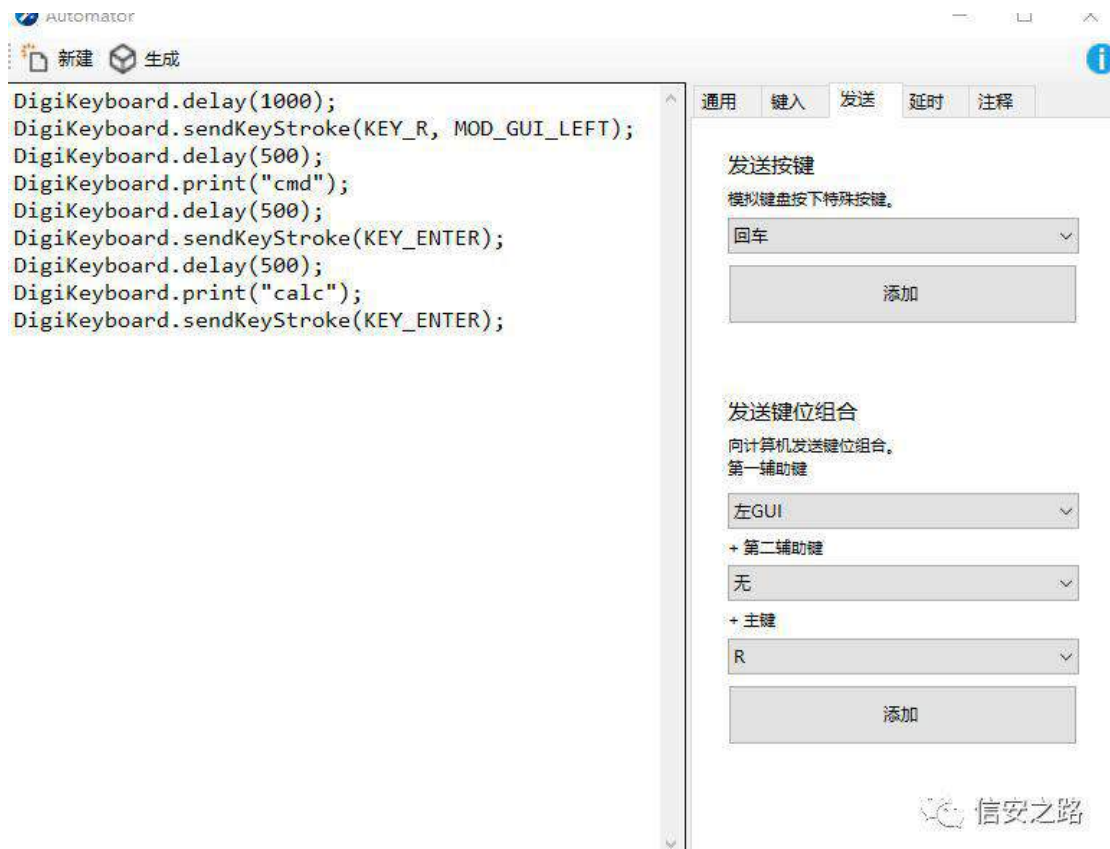 Automator
新建 生成
DigiKeyboard.delay(1000);
DigiKeyboard.sendKeyStroke(KEY_R, MOD_GUI_LEFT);
DigiKeyboard.delay(500);
DigiKeyboard.print("cmd");
DigiKeyboard.delay(500);
DigiKeyboard.sendKeyStroke(KEY_ENTER);
DigiKeyboard.delay(500);
DigiKeyboard.print("calc");
DigiKeyboard.sendKeyStroke(KEY_ENTER);
通用 键入 发送 延时 注释
发送按键
模拟键盘按下特殊按键。
回车
添加
发送键位组合
向计算机发送键位组合。
第一辅助键
左GUI
+ 第二辅助键
无
+ 主键
R
添加
信安之路